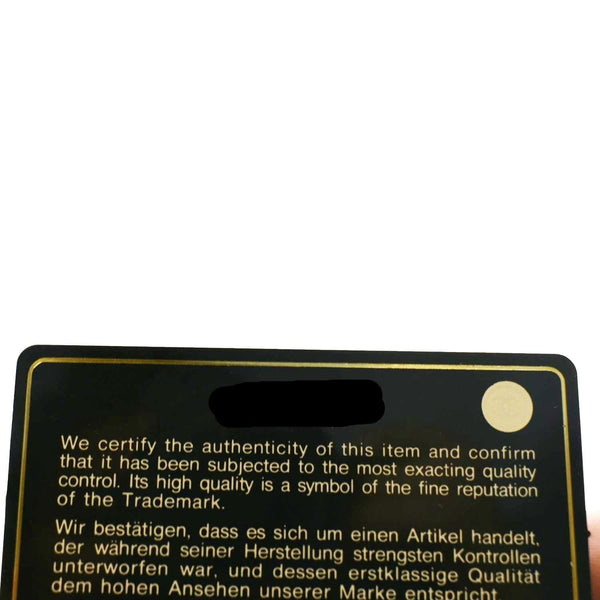 We certify the authenticity of this item and confirm
that it has been subjected to the most exacting quality
control. Its high quality is a symbol of the fine reputation
of the Trademark.
Wir bestätigen, dass es sich um einen Artikel handelt,
der während seiner Herstellung strengsten Kontrollen
unterworfen war, und dessen erstklassige Qualität
dem hohen Ansehen unserer Marke entspricht.